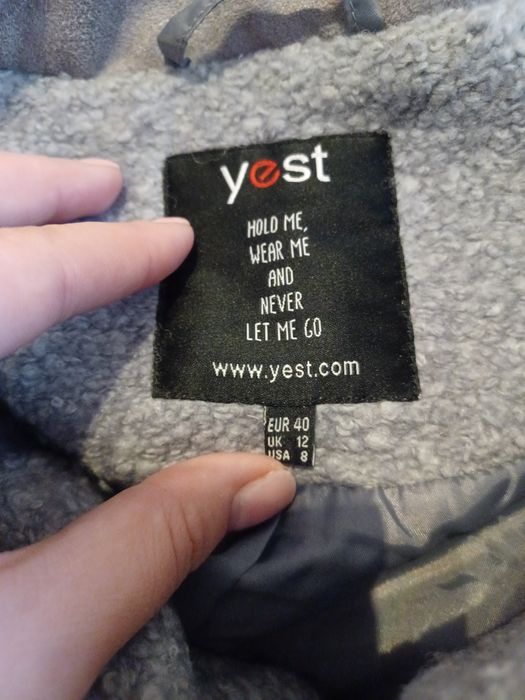 yest
HOLD ME,
WEAR ME
AND
NEVER
LET ME GO
www.yest.com
EUR 40
UK 12
USA 8